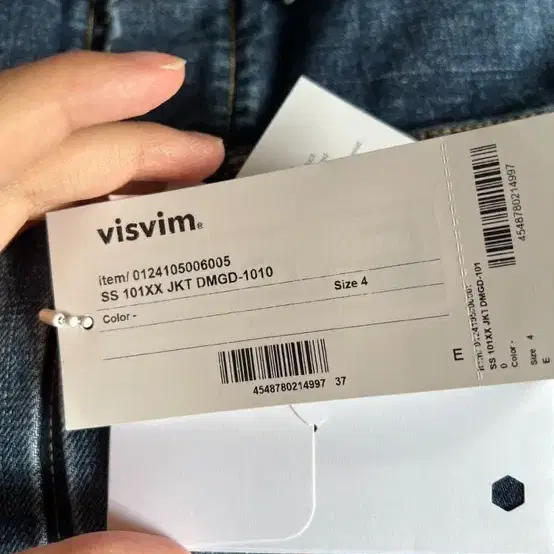 visvim®
item/ 0124105006005
SS 101XX JKT DMGD-1010
Size 4
Color -
4548780214997 37
E
4548780214997
SS 101XX JKT DMGD-101
0
Color -
Size 4
E